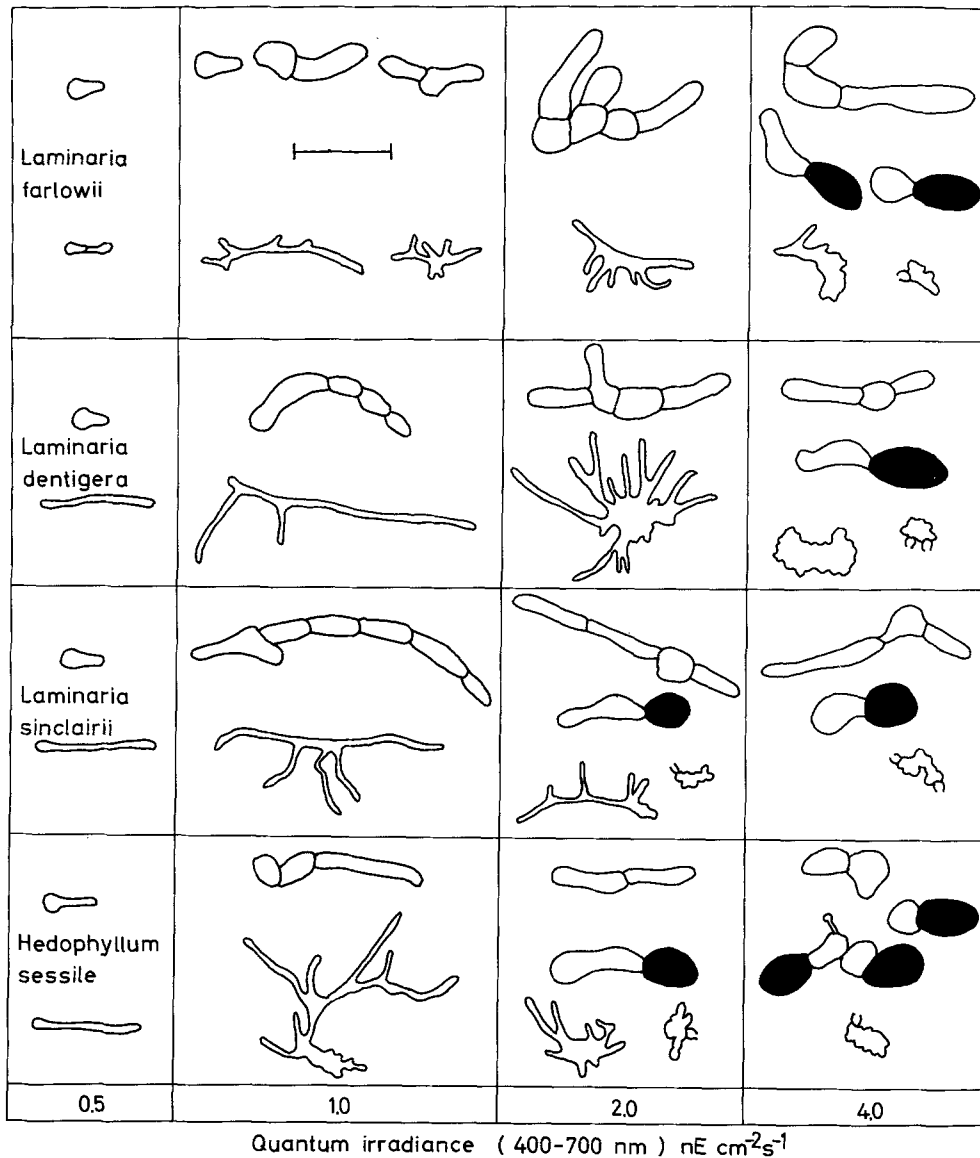 Laminaria
farlowii
Laminaria
dentigera
Laminaria
sinclairii
Hedophyllum
sessile
0.5 1.0 2.0 4.0
Quantum irradiance (400-700 nm) nE cm⁻²s⁻¹